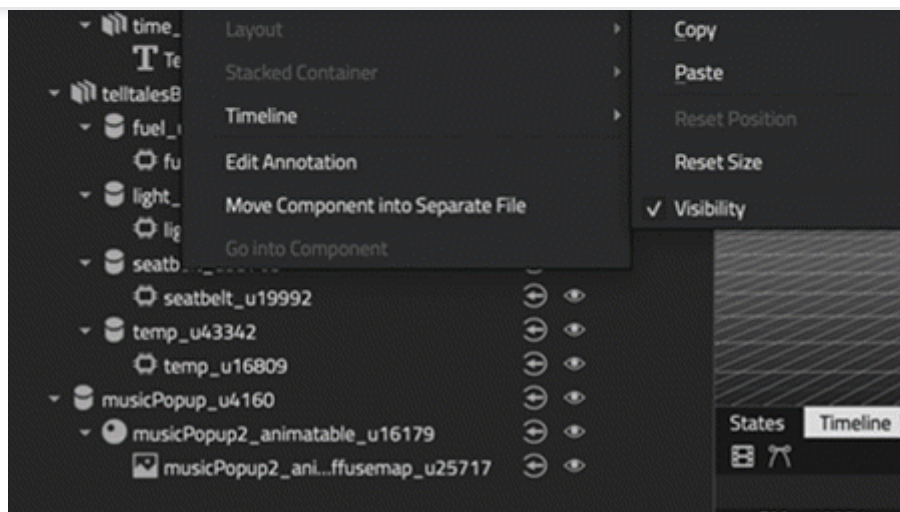 time_
Te
telltalesB
fuel_u
fu
light_
lig
seatb
seatbelt_u19992
temp_u43342
temp_u16809
musicPopup_u4160
musicPopup2_animatable_u16179
musicPopup2_ani...ffusemap_u25717
Layout
Stacked Container
Timeline
Edit Annotation
Move Component into Separate File
Go into Component
Copy
Paste
Reset Position
Reset Size
Visibility
States
Timeline